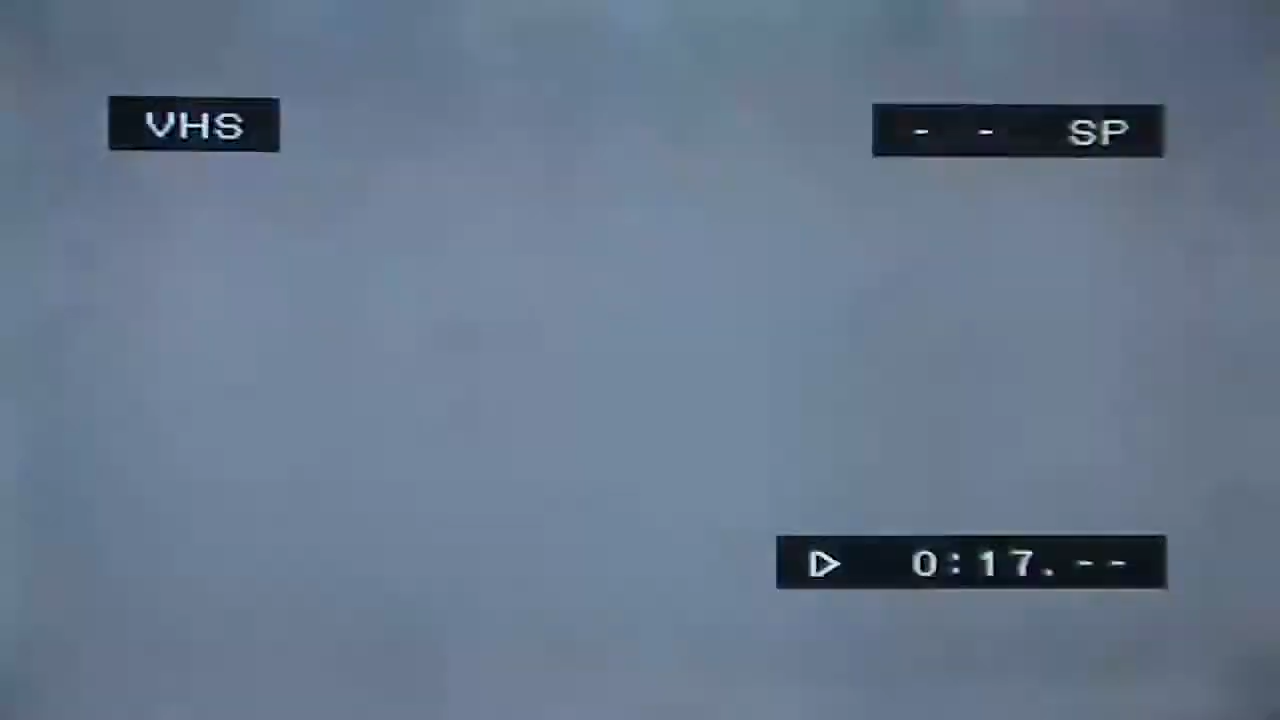 VHS
- - SP
▷ 0:17.--